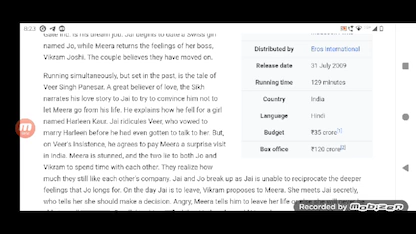 8:23
Gate Inc. is his dream job. Jai begins to date a Swiss girl
named Jo, while Meera returns the feelings of her boss,
Vikram Joshi. The couple believes they have moved on.
Running simultaneously, but set in the past, is the tale of
Veer Singh Panesar. A great believer of love, the Sikh
narrates his love story to Jai to try to convince him not to
let Meera go from his life. He explains how he fell for a
girl named Harleen Kaur. Jai ridicules Veer, who vowed to
marry Harleen before he had even gotten to talk to her. But,
on Veer's insistence, he agrees to pay Meera a surprise visit
in India. Meera is stunned, and the two lie to both Jo and
Vikram to spend time with each other. They realize how
much they still like each other's company. Jai and Jo break up as Jai is unable to reciprocate the deeper
feelings that Jo longs for. On the day Jai is to leave, Vikram proposes to Meera. She meets Jai secretly,
who tells her she should make a decision. Angry, Meera tells him to leave her life or
Distributed by Eros International
Release date 31 July 2009
Running time 129 minutes
Country India
Language Hindi
Budget ₹35 crore[1]
Box office ₹120 crore[2]
Recorded by Mobizen